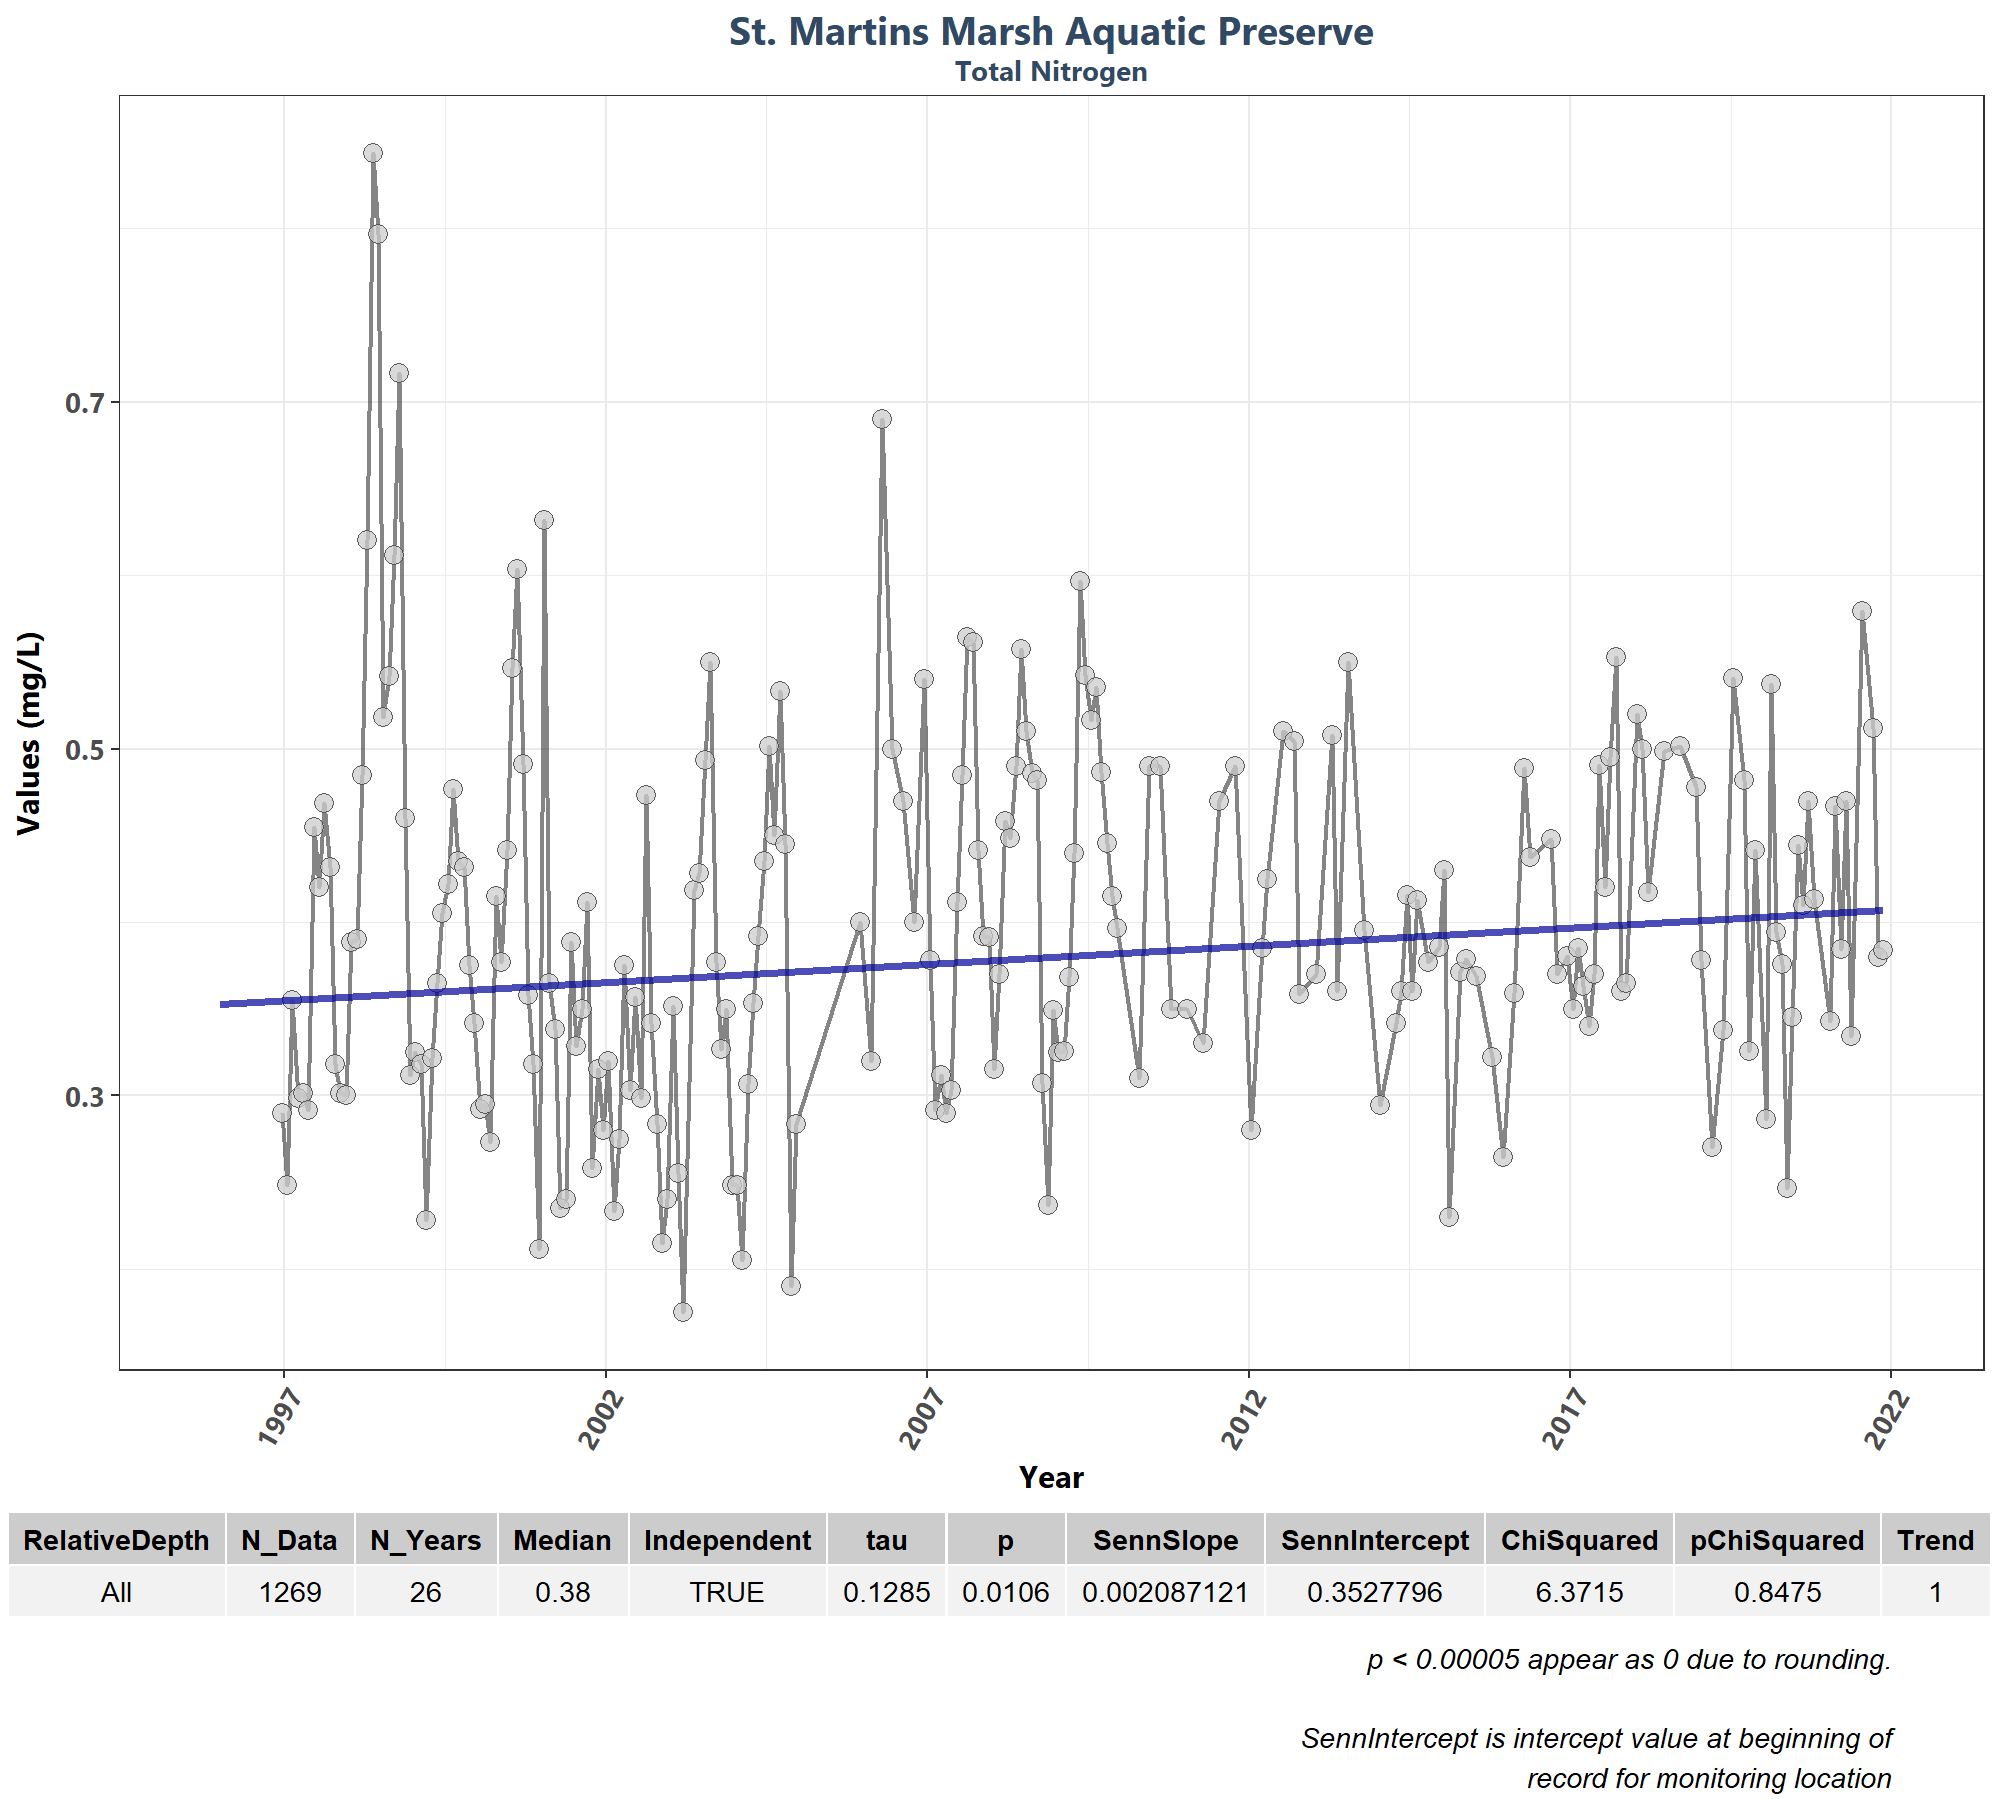 St. Martins Marsh Aquatic Preserve
Total Nitrogen
Values (mg/L)
0.7
0.5
0.3
1997 2002 2007 2012 2017 2022
Year
RelativeDepth N_Data N_Years Median Independent tau p SennSlope SennIntercept ChiSquared pChiSquared Trend
All 1269 26 0.38 TRUE 0.1285 0.0106 0.002087121 0.3527796 6.3715 0.8475 1
p < 0.00005 appear as 0 due to rounding.
SennIntercept is intercept value at beginning of
record for monitoring location